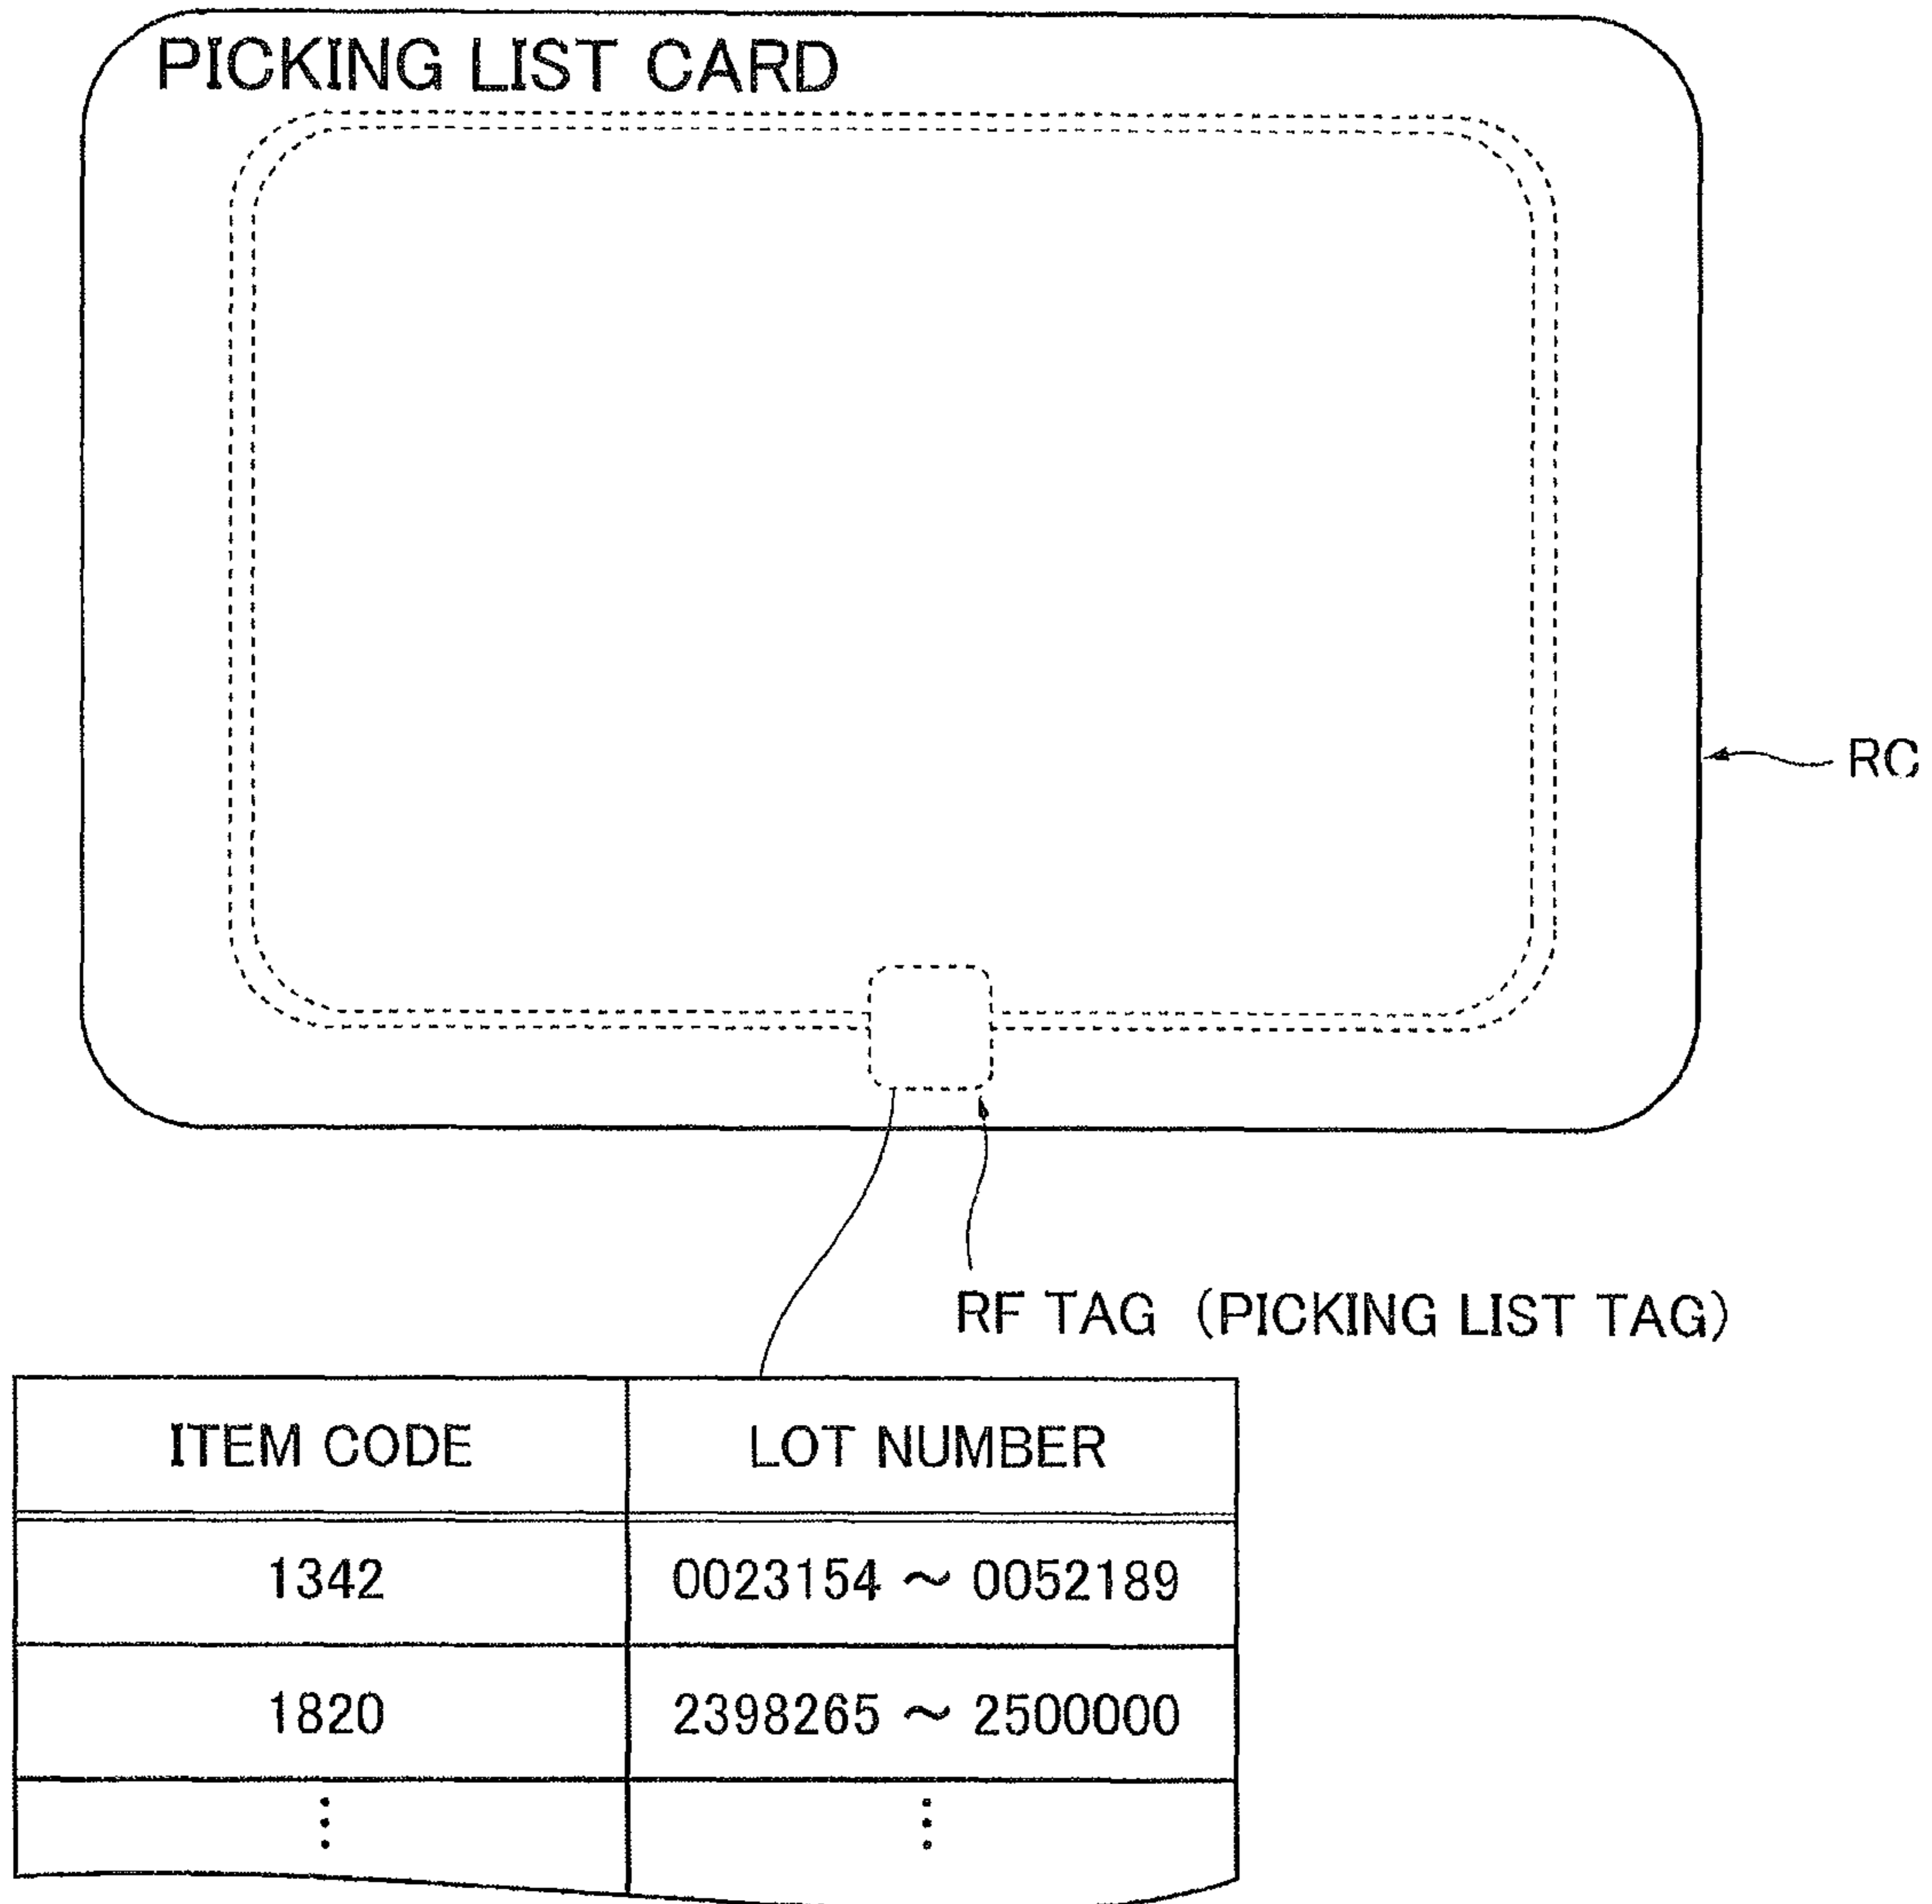 PICKING LIST CARD
RC
RF TAG (PICKING LIST TAG)
ITEM CODE LOT NUMBER
1342 0023154 ~ 0052189
1820 2398265 ~ 2500000
⋮ ⋮